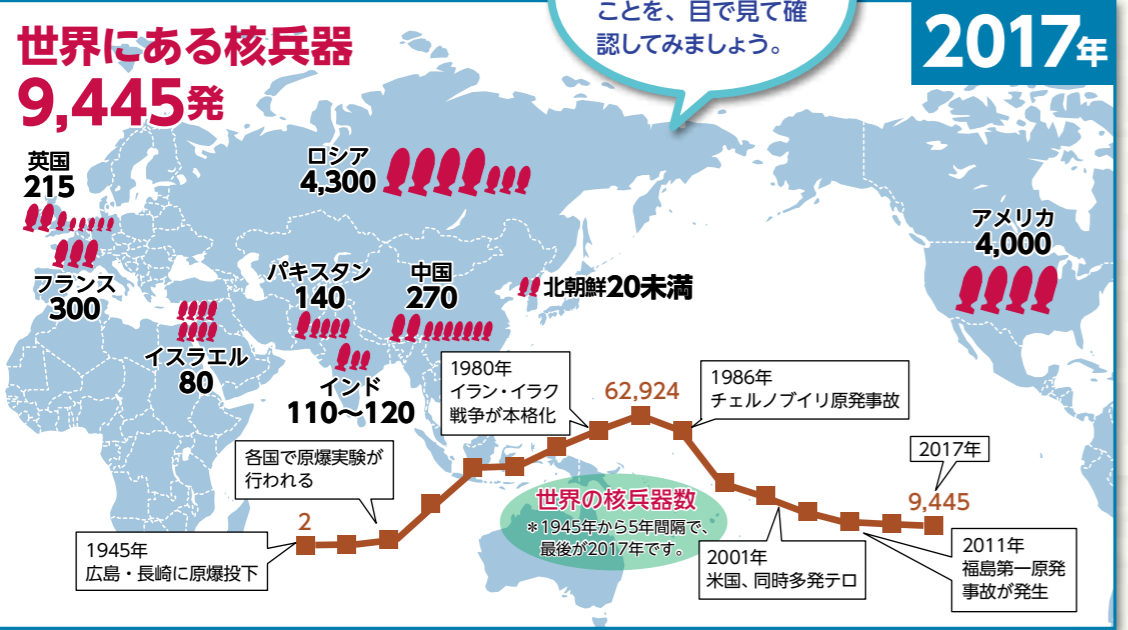 ことを、目で見て確
認してみましょう。
2017年
世界にある核兵器
9,445発
英国
215
ロシア
4,300
アメリカ
4,000
フランス
300
パキスタン
140
中国
270
北朝鮮20未満
イスラエル
80
インド
110〜120
1980年
イラン・イラク
戦争が本格化
62,924
1986年
チェルノブイリ原発事故
各国で原爆実験が
行われる
2017年
世界の核兵器数
＊1945年から5年間隔で、
最後が2017年です。
9,445
2
1945年
広島・長崎に原爆投下
2001年
米国、同時多発テロ
2011年
福島第一原発
事故が発生